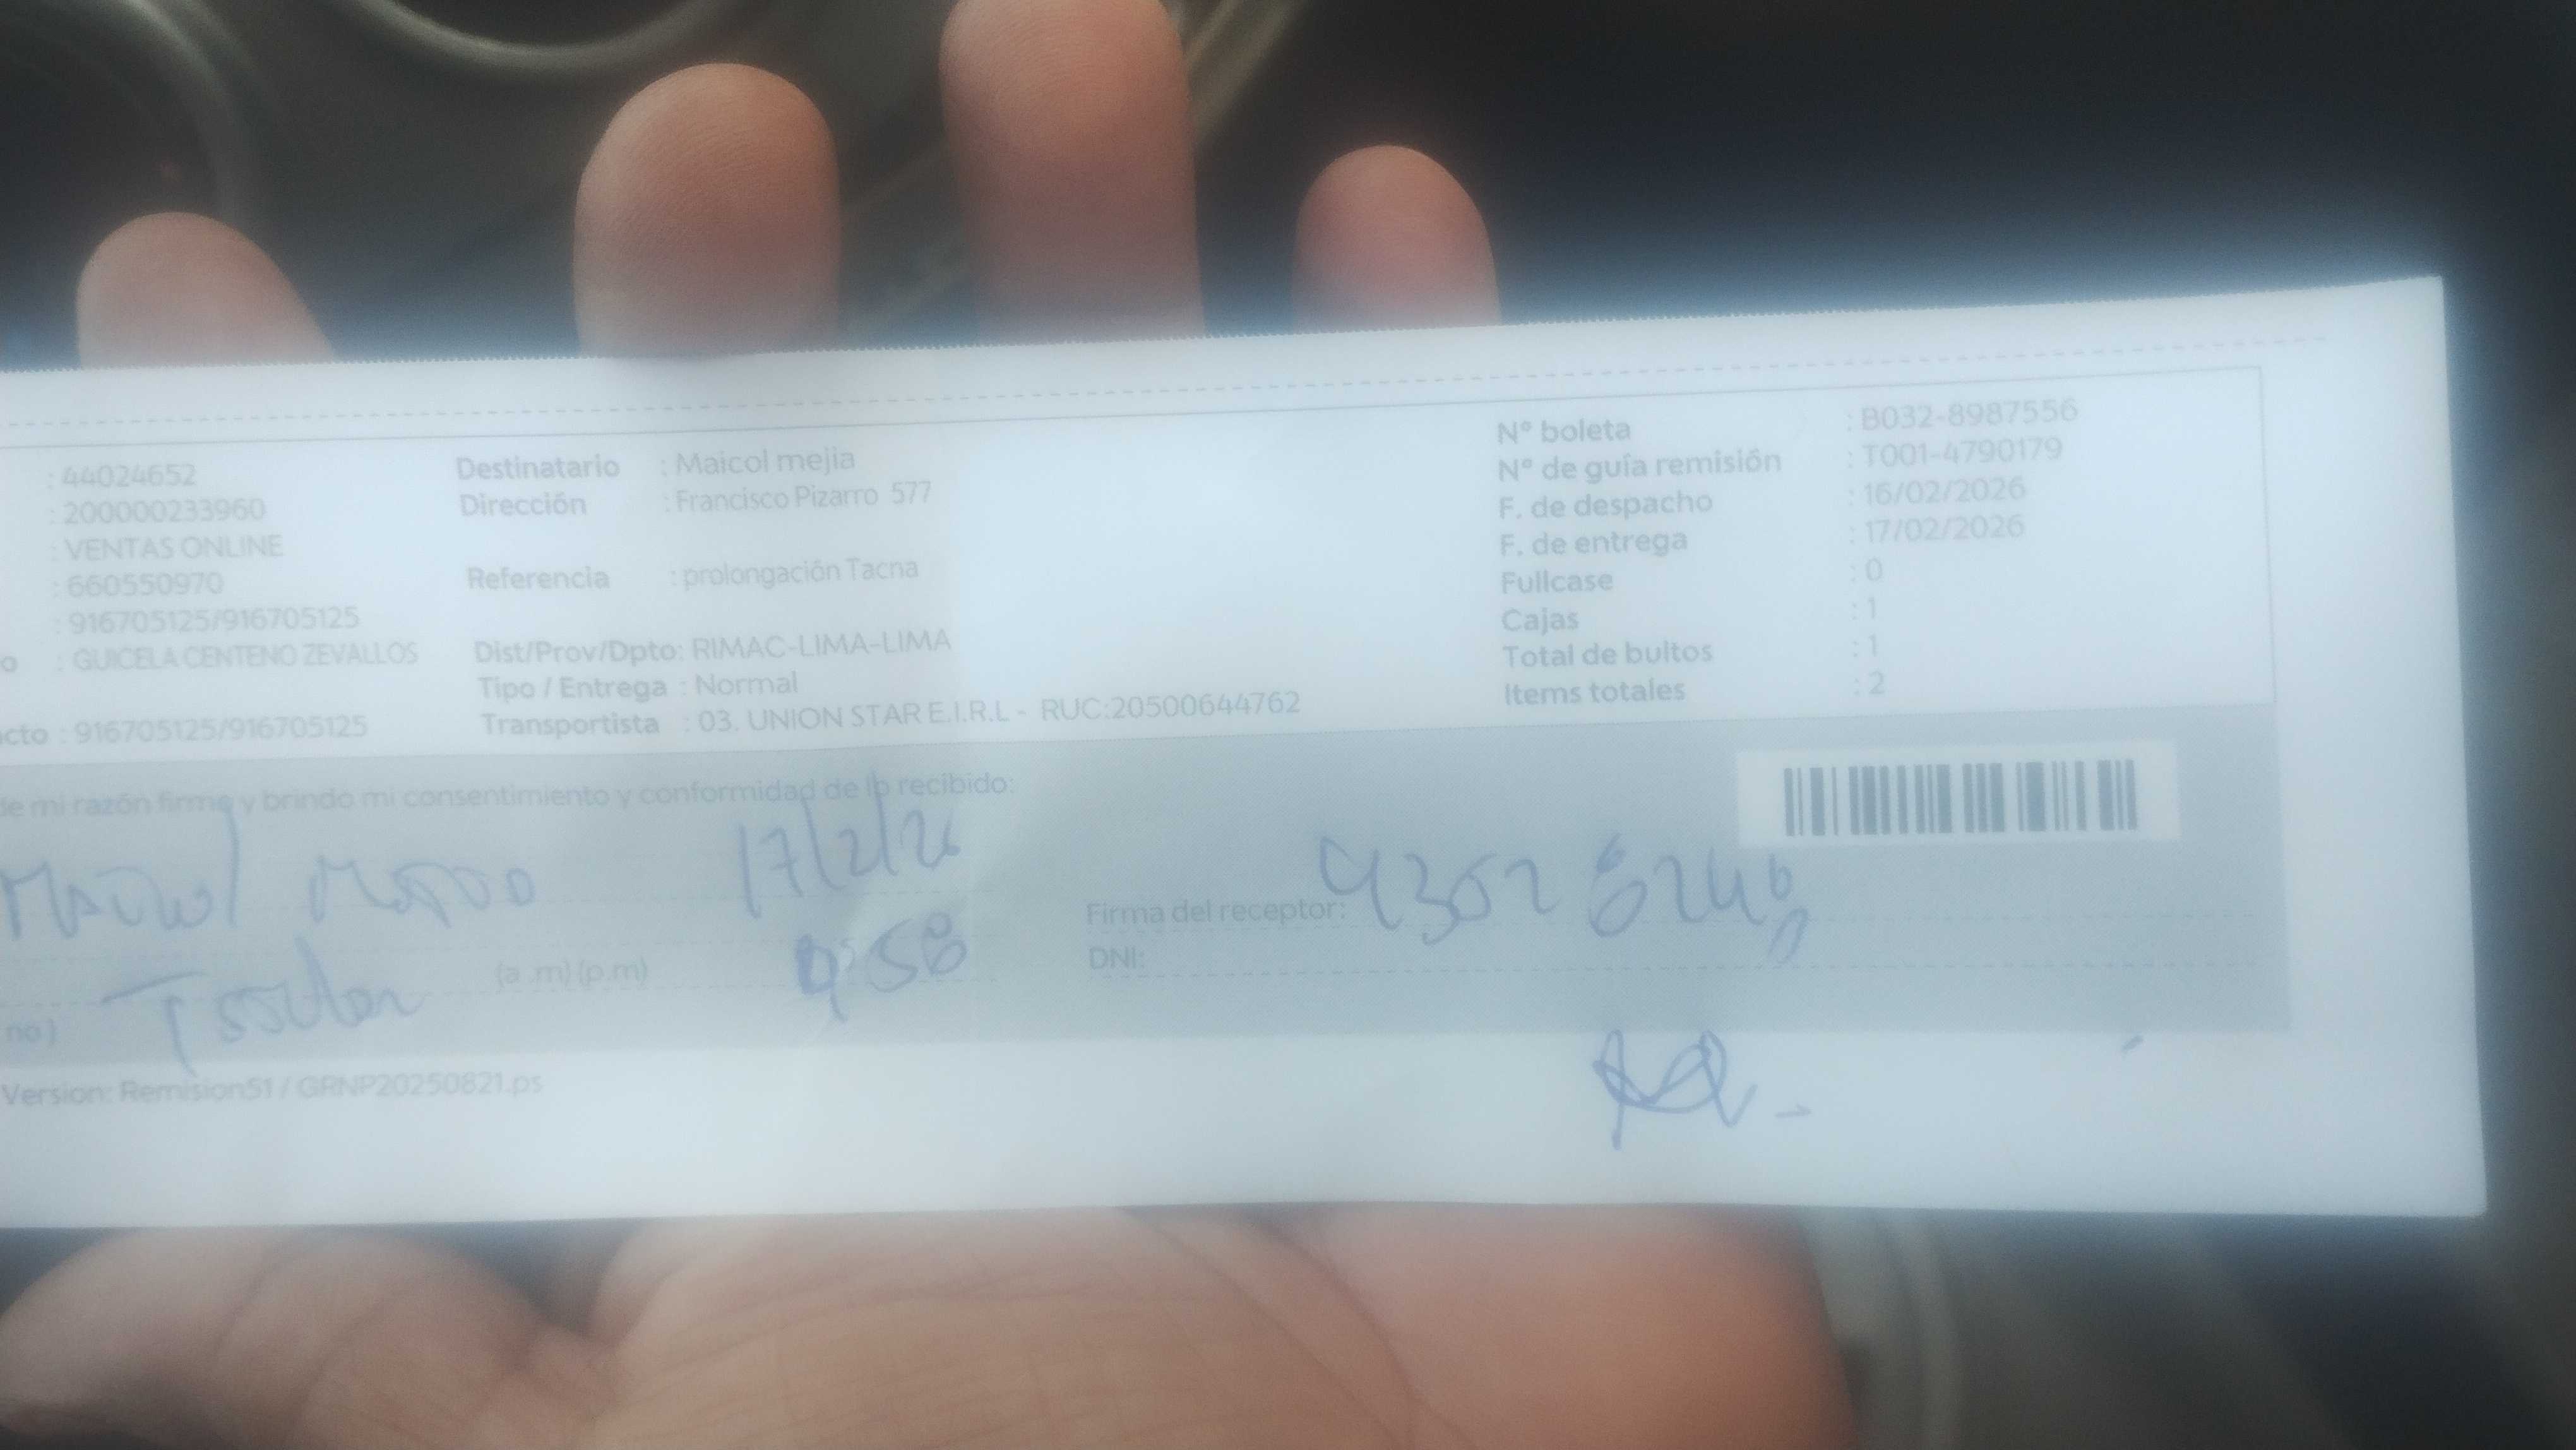 : 44024652
: 200000233960
: VENTAS ONLINE
: 660550970
: 916705125/916705125
o : GUICELA CENTENO ZEVALLOS
cto : 916705125/916705125
Destinatario : Maicol mejia
Dirección : Francisco Pizarro 577
Referencia : prolongación Tacna
Dist/Prov/Dpto: RIMAC-LIMA-LIMA
Tipo / Entrega : Normal
Transportista : 03. UNION STAR E.I.R.L - RUC:20500644762
N° boleta : B032-8987556
N° de guía remisión : T001-4790179
F. de despacho : 16/02/2026
F. de entrega : 17/02/2026
Fullcase : 0
Cajas : 1
Total de bultos : 1
Items totales : 2
de mi razón firmo y brindo mi consentimiento y conformidad de lo recibido:
17/2/26
Firma del receptor:
(a .m) (p.m) 9:58
DNI:
no)
Version: Remision51 / GRNP20250821.ps